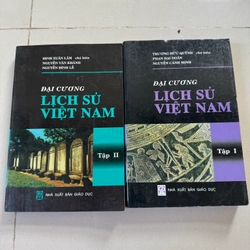 ĐINH XUÂN LÂM chủ biên
NGUYỄN VĂN KHÁNH
NGUYỄN ĐÌNH LỄ
ĐẠI CƯƠNG
LỊCH SỬ
VIỆT NAM
Tập II
NHÀ XUẤT BẢN GIÁO DỤC
TRƯƠNG HỮU QUÝNH chủ biên
PHAN ĐẠI DOÃN
NGUYỄN CẢNH MINH
ĐẠI CƯƠNG
LỊCH SỬ
VIỆT NAM
Tập I
NHÀ XUẤT BẢN GIÁO DỤC